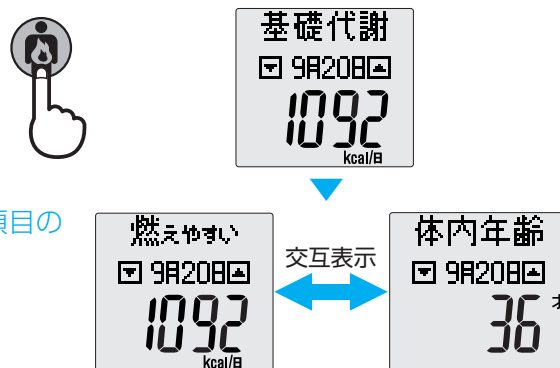 基礎代謝
▼ 9月20日▲
1092
kcal/日
項目の
燃えやすい
▼ 9月20日▲
1092
kcal/日
交互表示
体内年齢
▼ 9月20日▲
36